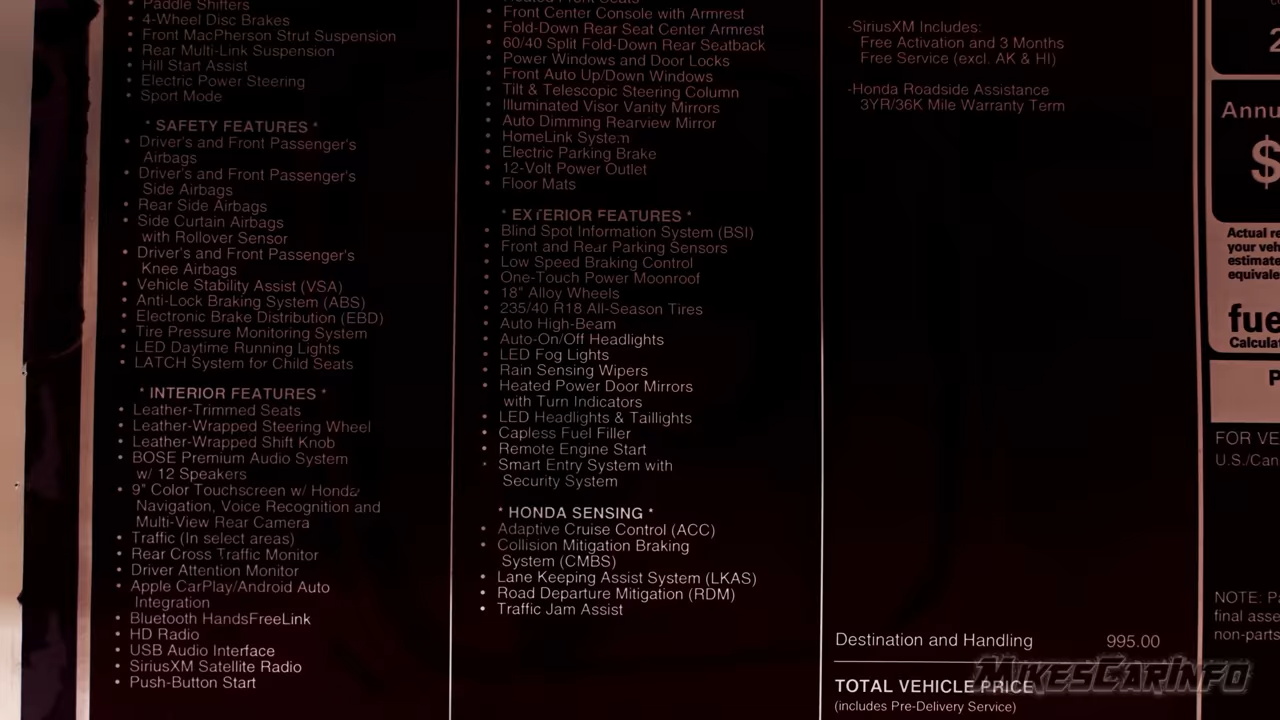 Paddle Shifters
• 4-Wheel Disc Brakes
• Front MacPherson Strut Suspension
• Rear Multi-Link Suspension
• Hill Start Assist
• Electric Power Steering
• Sport Mode
* SAFETY FEATURES *
• Driver's and Front Passenger's
Airbags
• Driver's and Front Passenger's
Side Airbags
• Rear Side Airbags
• Side Curtain Airbags
with Rollover Sensor
• Driver's and Front Passenger's
Knee Airbags
• Vehicle Stability Assist (VSA)
• Anti-Lock Braking System (ABS)
• Electronic Brake Distribution (EBD)
• Tire Pressure Monitoring System
• LED Daytime Running Lights
• LATCH System for Child Seats
* INTERIOR FEATURES *
• Leather-Trimmed Seats
• Leather-Wrapped Steering Wheel
• Leather-Wrapped Shift Knob
• BOSE Premium Audio System
w/ 12 Speakers
• 9" Color Touchscreen w/ Honda
Navigation, Voice Recognition and
Multi-View Rear Camera
• Traffic (In select areas)
• Rear Cross Traffic Monitor
• Driver Attention Monitor
• Apple CarPlay/Android Auto
Integration
• Bluetooth HandsFreeLink
• HD Radio
• USB Audio Interface
• SiriusXM Satellite Radio
• Push-Button Start
Heated Front Seats
• Front Center Console with Armrest
• Fold-Down Rear Seat Center Armrest
• 60/40 Split Fold-Down Rear Seatback
• Power Windows and Door Locks
• Front Auto Up/Down Windows
• Tilt & Telescopic Steering Column
• Illuminated Visor Vanity Mirrors
• Auto Dimming Rearview Mirror
• HomeLink System
• Electric Parking Brake
• 12-Volt Power Outlet
• Floor Mats
* EXTERIOR FEATURES *
• Blind Spot Information System (BSI)
• Front and Rear Parking Sensors
• Low Speed Braking Control
• One-Touch Power Moonroof
• 18" Alloy Wheels
• 235/40 R18 All-Season Tires
• Auto High-Beam
• Auto-On/Off Headlights
• LED Fog Lights
• Rain Sensing Wipers
• Heated Power Door Mirrors
with Turn Indicators
• LED Headlights & Taillights
• Capless Fuel Filler
• Remote Engine Start
• Smart Entry System with
Security System
* HONDA SENSING *
• Adaptive Cruise Control (ACC)
• Collision Mitigation Braking
System (CMBS)
• Lane Keeping Assist System (LKAS)
• Road Departure Mitigation (RDM)
• Traffic Jam Assist
-SiriusXM Includes:
Free Activation and 3 Months
Free Service (excl. AK & HI)
-Honda Roadside Assistance
3YR/36K Mile Warranty Term
Destination and Handling 995.00
TOTAL VEHICLE PRICE
(includes Pre-Delivery Service)
MIKESCARINFO
Annu
$
Actual re
your veh
estimate
equivale
fue
Calculat
P
FOR VE
U.S./Can
NOTE: Pa
final asse
non-parts